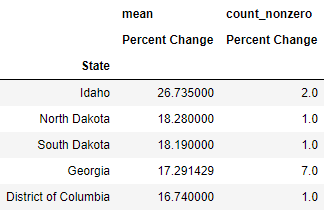 mean count_nonzero
Percent Change Percent Change
State
Idaho 26.735000 2.0
North Dakota 18.280000 1.0
South Dakota 18.190000 1.0
Georgia 17.291429 7.0
District of Columbia 16.740000 1.0